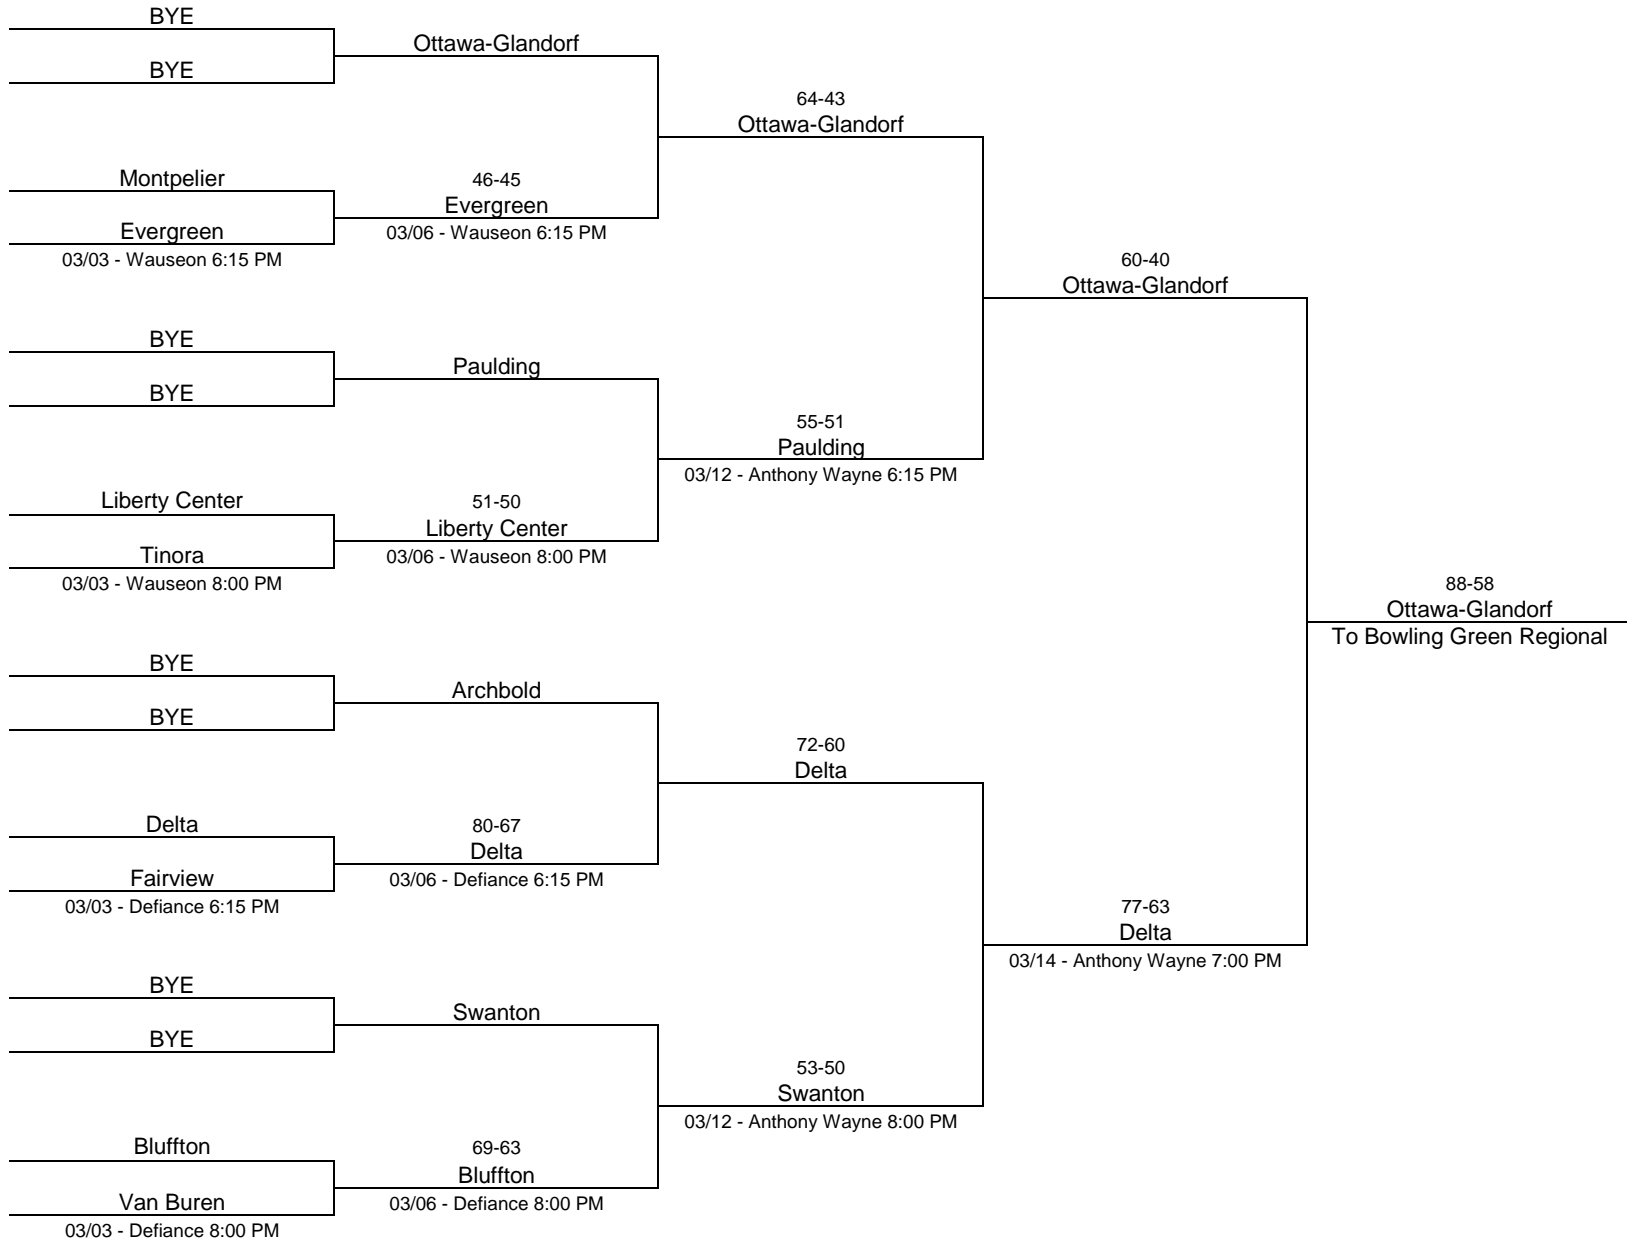 BYE
BYE
Montpelier
Evergreen
03/03 - Wauseon 6:15 PM
BYE
BYE
Liberty Center
Tinora
03/03 - Wauseon 8:00 PM
BYE
BYE
Delta
Fairview
03/03 - Defiance 6:15 PM
BYE
BYE
Bluffton
Van Buren
03/03 - Defiance 8:00 PM
Ottawa-Glandorf
46-45
Evergreen
03/06 - Wauseon 6:15 PM
Paulding
51-50
Liberty Center
03/06 - Wauseon 8:00 PM
Archbold
80-67
Delta
03/06 - Defiance 6:15 PM
Swanton
69-63
Bluffton
03/06 - Defiance 8:00 PM
64-43
Ottawa-Glandorf
55-51
Paulding
03/12 - Anthony Wayne 6:15 PM
72-60
Delta
53-50
Swanton
03/12 - Anthony Wayne 8:00 PM
60-40
Ottawa-Glandorf
77-63
Delta
03/14 - Anthony Wayne 7:00 PM
88-58
Ottawa-Glandorf
To Bowling Green Regional